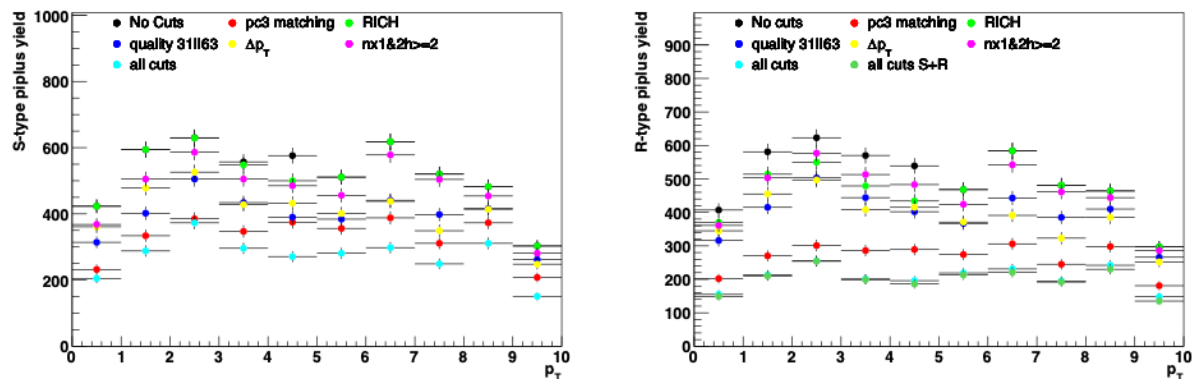 S-type piplus yield
1000
800
600
400
200
0
No Cuts
pc3 matching
RICH
quality 31||63
Δp_T
nx1&2h>=2
all cuts
0 1 2 3 4 5 6 7 8 9 10
p_T
R-type piplus yield
900
800
700
600
500
400
300
200
100
0
No Cuts
pc3 matching
RICH
quality 31||63
Δp_T
nx1&2h>=2
all cuts
all cuts S+R
0 1 2 3 4 5 6 7 8 9 10
p_T